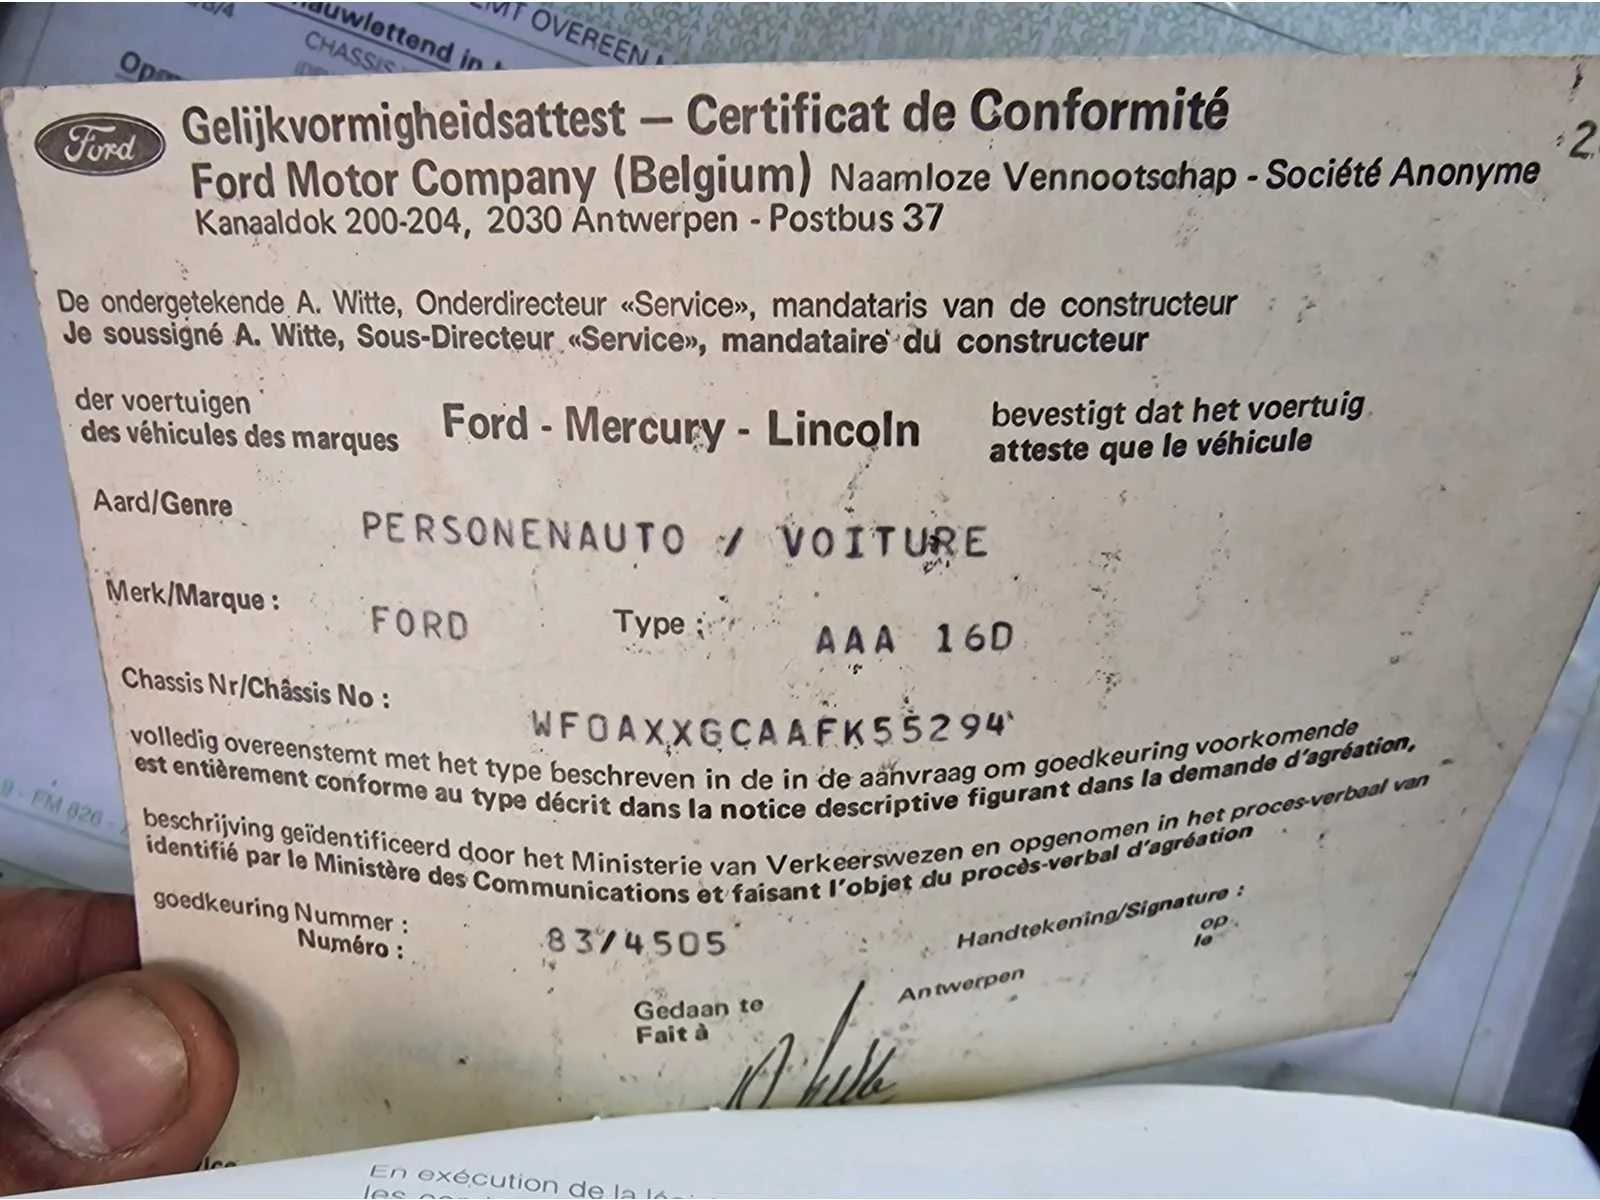 auwlettend in
MT OVEREEN
CHASSIS
Ford
Gelijkvormigheidsattest — Certificat de Conformité
Ford Motor Company (Belgium) Naamloze Vennootschap - Société Anonyme
Kanaaldok 200-204, 2030 Antwerpen - Postbus 37
De ondergetekende A. Witte, Onderdirecteur «Service», mandataris van de constructeur
Je soussigné A. Witte, Sous-Directeur «Service», mandataire du constructeur
der voertuigen
des véhicules des marques
Ford - Mercury - Lincoln
bevestigt dat het voertuig
atteste que le véhicule
Aard/Genre
PERSONENAUTO / VOITURE
Merk/Marque :
FORD
Type :
AAA 16D
Chassis Nr/Châssis No :
WFOAXXGCAAFK55294
volledig overeenstemt met het type beschreven in de in de aanvraag om goedkeuring voorkomende
est entièrement conforme au type décrit dans la notice descriptive figurant dans la demande d'agréation,
beschrijving geïdentificeerd door het Ministerie van Verkeerswezen en opgenomen in het proces-verbaal van
identifié par le Ministère des Communications et faisant l'objet du procès-verbal d'agréation
goedkeuring Nummer :
Numéro :
83/4505
Handtekening/Signature :
op
le
Gedaan te
Fait à
Antwerpen
En exécution de la